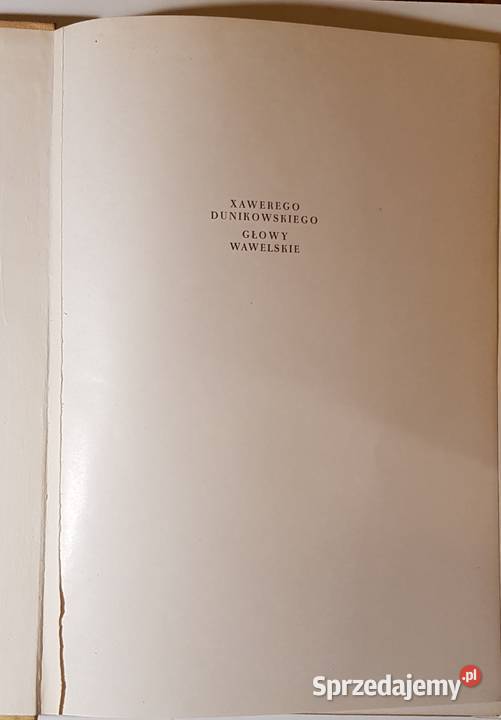 XAWEREGO
DUNIKOWSKIEGO
GŁOWY
WAWELSKIE
Sprzedajemy.pl